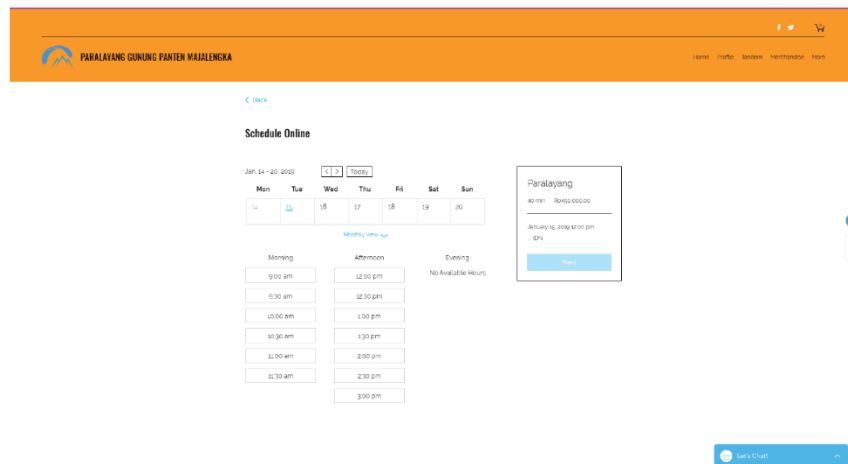 PARALAYANG GUNUNG PANTEN MAJALENGKA
Home Profile Merchandise More
Back
Schedule Online
Jan, 14 - 20, 2019 < > Today
Mon Tue Wed Thu Fri Sat Sun
14 15 16 17 18 19 20
Monthly view
Morning Afternoon Evening
9:00 am 12:00 pm No Available Hours
9:30 am 12:30 pm
10:00 am 1:00 pm
10:30 am 1:30 pm
11:00 am 2:00 pm
11:30 am 2:30 pm
3:00 pm
Paralayang
40 min
January 15, 2019 12:00 pm
... IDN
Next
Let's Chat!